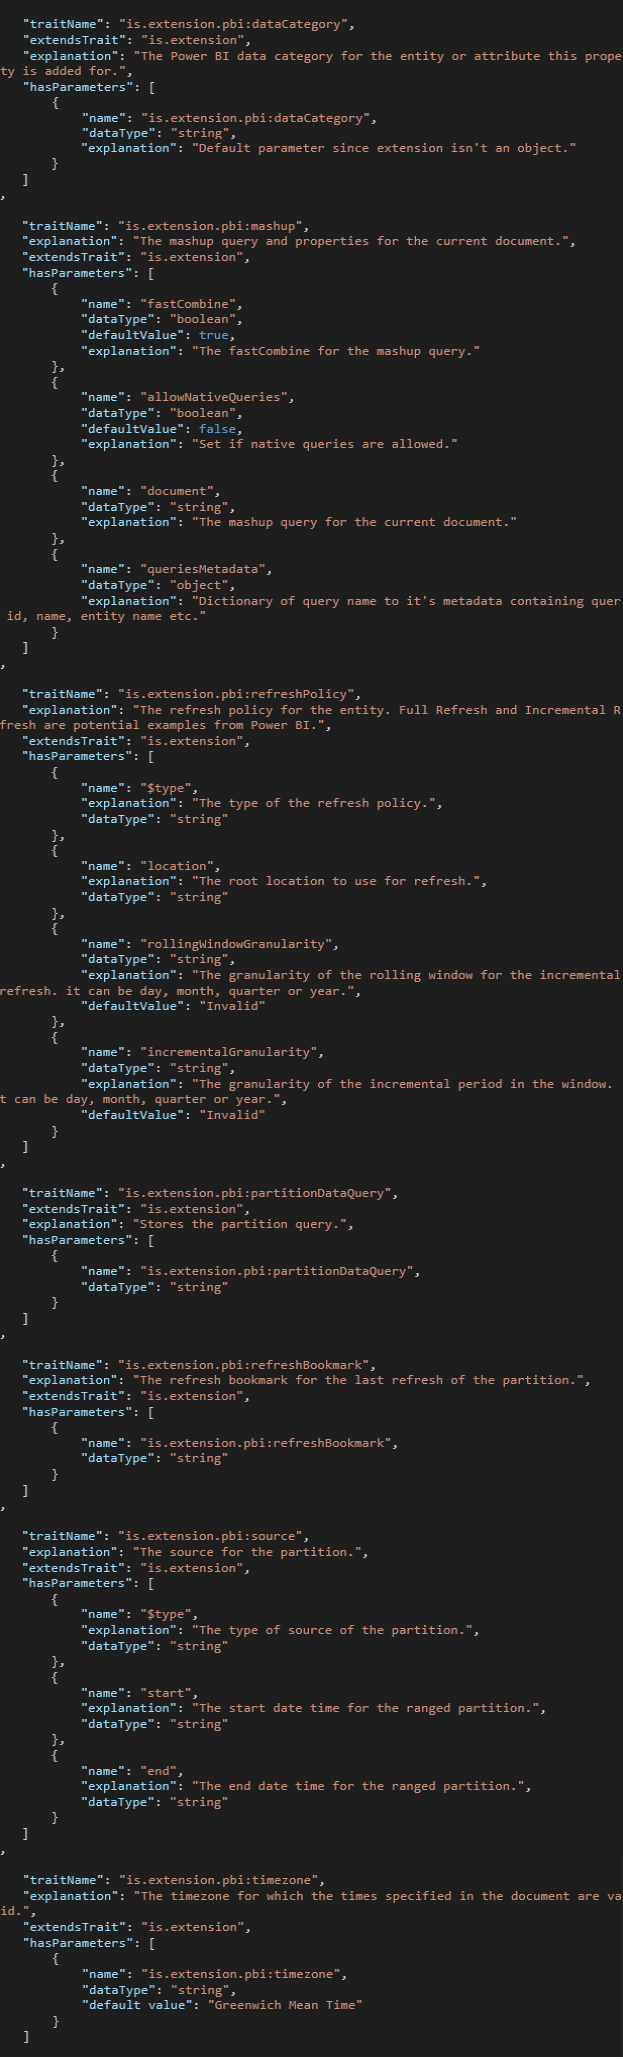 "traitName": "is.extension.pbi:dataCategory",
"extendsTrait": "is.extension",
"explanation": "The Power BI data category for the entity or attribute this prope
ty is added for.",
"hasParameters": [
{
"name": "is.extension.pbi:dataCategory",
"dataType": "string",
"explanation": "Default parameter since extension isn't an object."
}
]
,
"traitName": "is.extension.pbi:mashup",
"explanation": "The mashup query and properties for the current document.",
"extendsTrait": "is.extension",
"hasParameters": [
{
"name": "fastCombine",
"dataType": "boolean",
"defaultValue": true,
"explanation": "The fastCombine for the mashup query."
},
{
"name": "allowNativeQueries",
"dataType": "boolean",
"defaultValue": false,
"explanation": "Set if native queries are allowed."
},
{
"name": "document",
"dataType": "string",
"explanation": "The mashup query for the current document."
},
{
"name": "queriesMetadata",
"dataType": "object",
"explanation": "Dictionary of query name to it's metadata containing quer
id, name, entity name etc."
}
]
,
"traitName": "is.extension.pbi:refreshPolicy",
"explanation": "The refresh policy for the entity. Full Refresh and Incremental R
fresh are potential examples from Power BI.",
"extendsTrait": "is.extension",
"hasParameters": [
{
"name": "$type",
"explanation": "The type of the refresh policy.",
"dataType": "string"
},
{
"name": "location",
"explanation": "The root location to use for refresh.",
"dataType": "string"
},
{
"name": "rollingWindowGranularity",
"dataType": "string",
"explanation": "The granularity of the rolling window for the incremental
refresh. it can be day, month, quarter or year.",
"defaultValue": "Invalid"
},
{
"name": "incrementalGranularity",
"dataType": "string",
"explanation": "The granularity of the incremental period in the window.
t can be day, month, quarter or year.",
"defaultValue": "Invalid"
}
]
,
"traitName": "is.extension.pbi:partitionDataQuery",
"extendsTrait": "is.extension",
"explanation": "Stores the partition query.",
"hasParameters": [
{
"name": "is.extension.pbi:partitionDataQuery",
"dataType": "string"
}
]
,
"traitName": "is.extension.pbi:refreshBookmark",
"explanation": "The refresh bookmark for the last refresh of the partition.",
"extendsTrait": "is.extension",
"hasParameters": [
{
"name": "is.extension.pbi:refreshBookmark",
"dataType": "string"
}
]
,
"traitName": "is.extension.pbi:source",
"explanation": "The source for the partition.",
"extendsTrait": "is.extension",
"hasParameters": [
{
"name": "$type",
"explanation": "The type of source of the partition.",
"dataType": "string"
},
{
"name": "start",
"explanation": "The start date time for the ranged partition.",
"dataType": "string"
},
{
"name": "end",
"explanation": "The end date time for the ranged partition.",
"dataType": "string"
}
]
,
"traitName": "is.extension.pbi:timezone",
"explanation": "The timezone for which the times specified in the document are va
id.",
"extendsTrait": "is.extension",
"hasParameters": [
{
"name": "is.extension.pbi:timezone",
"dataType": "string",
"default value": "Greenwich Mean Time"
}
]